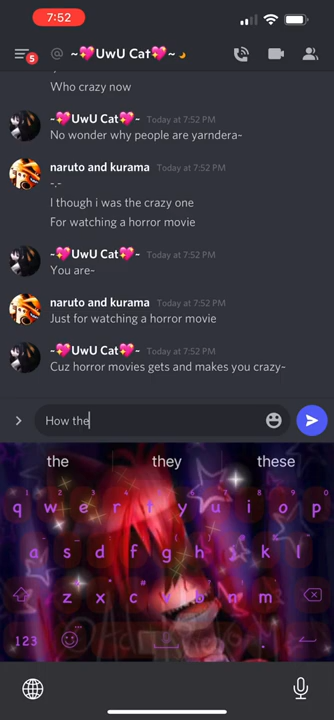 7:52
5
@ ~💖UwU Cat💖~
Who crazy now
~💖UwU Cat💖~ Today at 7:52 PM
No wonder why people are yarndera~
naruto and kurama Today at 7:52 PM
-.-
I though i was the crazy one
For watching a horror movie
~💖UwU Cat💖~ Today at 7:52 PM
You are~
naruto and kurama Today at 7:52 PM
Just for watching a horror movie
~💖UwU Cat💖~ Today at 7:52 PM
Cuz horror movies gets and makes you crazy~
How the
the they these
q w e r t y u i o p
a s d f g h j k l
z x c v b n m
123 .